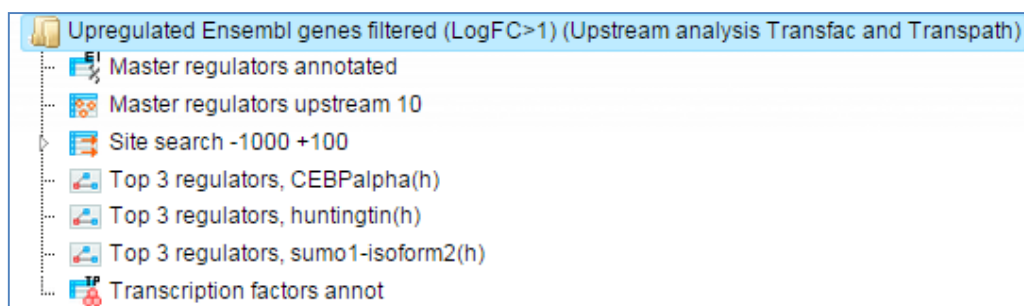 Upregulated Ensembl genes filtered (LogFC>1) (Upstream analysis Transfac and Transpath)
Master regulators annotated
Master regulators upstream 10
Site search -1000 +100
Top 3 regulators, CEBPalpha(h)
Top 3 regulators, huntingtin(h)
Top 3 regulators, sumo1-isoform2(h)
Transcription factors annot